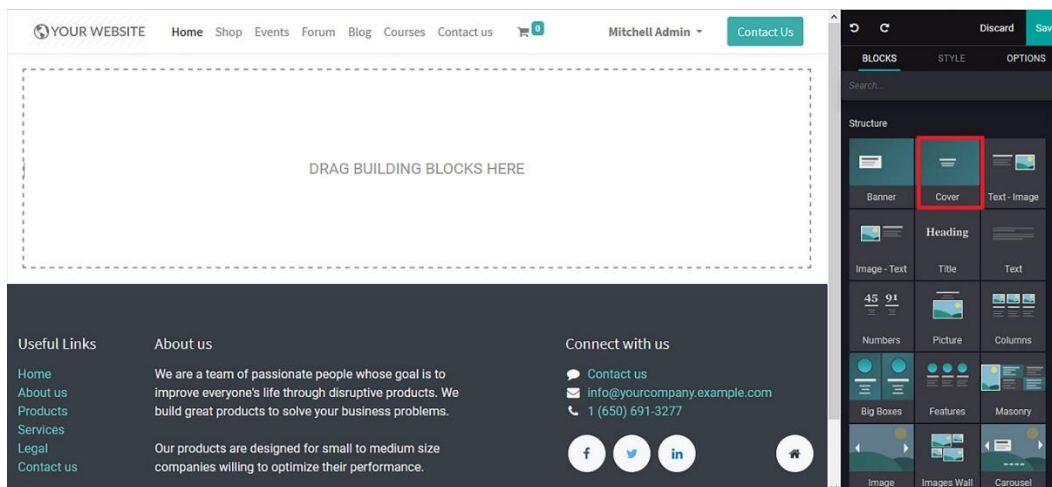 YOUR WEBSITE Home Shop Events Forum Blog Courses Contact us 0 Mitchell Admin Contact Us
DRAG BUILDING BLOCKS HERE
Useful Links
Home
About us
Products
Services
Legal
Contact us
About us
We are a team of passionate people whose goal is to
improve everyone's life through disruptive products. We
build great products to solve your business problems.
Our products are designed for small to medium size
companies willing to optimize their performance.
Connect with us
Contact us
info@yourcompany.example.com
1 (650) 691-3277
f in
Discard Sav
BLOCKS STYLE OPTIONS
Search...
Structure
Banner Cover Text - Image
Heading
Image - Text Title Text
45 91
Numbers Picture Columns
Big Boxes Features Masonry
Image Images Wall Carousel